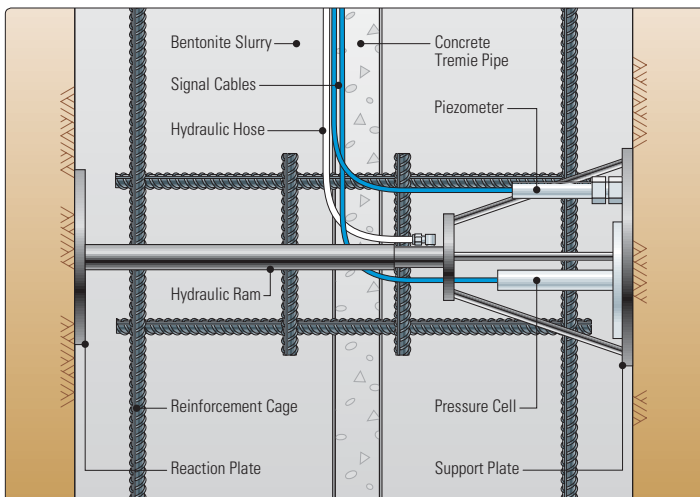 Bentonite Slurry
Signal Cables
Hydraulic Hose
Concrete
Tremie Pipe
Piezometer
Hydraulic Ram
Reinforcement Cage
Reaction Plate
Pressure Cell
Support Plate